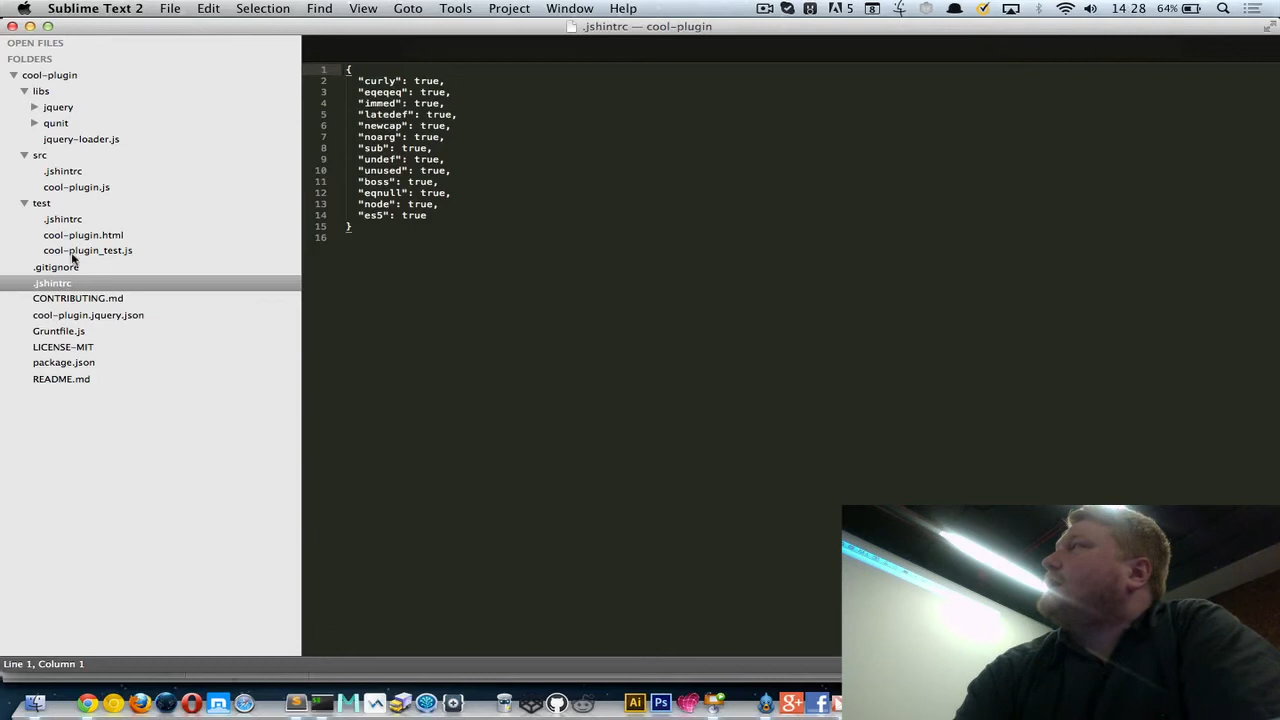 Sublime Text 2 File Edit Selection Find View Goto Tools Project Window Help 5 8 14 28 64%
.jshintrc — cool-plugin
OPEN FILES
FOLDERS
cool-plugin
libs
jquery
qunit
jquery-loader.js
src
.jshintrc
cool-plugin.js
test
.jshintrc
cool-plugin.html
cool-plugin_test.js
.gitignore
.jshintrc
CONTRIBUTING.md
cool-plugin.jquery.json
Gruntfile.js
LICENSE-MIT
package.json
README.md
1 {
2 "curly": true,
3 "eqeqeq": true,
4 "immed": true,
5 "latedef": true,
6 "newcap": true,
7 "noarg": true,
8 "sub": true,
9 "undef": true,
10 "unused": true,
11 "boss": true,
12 "eqnull": true,
13 "node": true,
14 "es5": true
15 }
16
Line 1, Column 1
Ai Ps g+ f